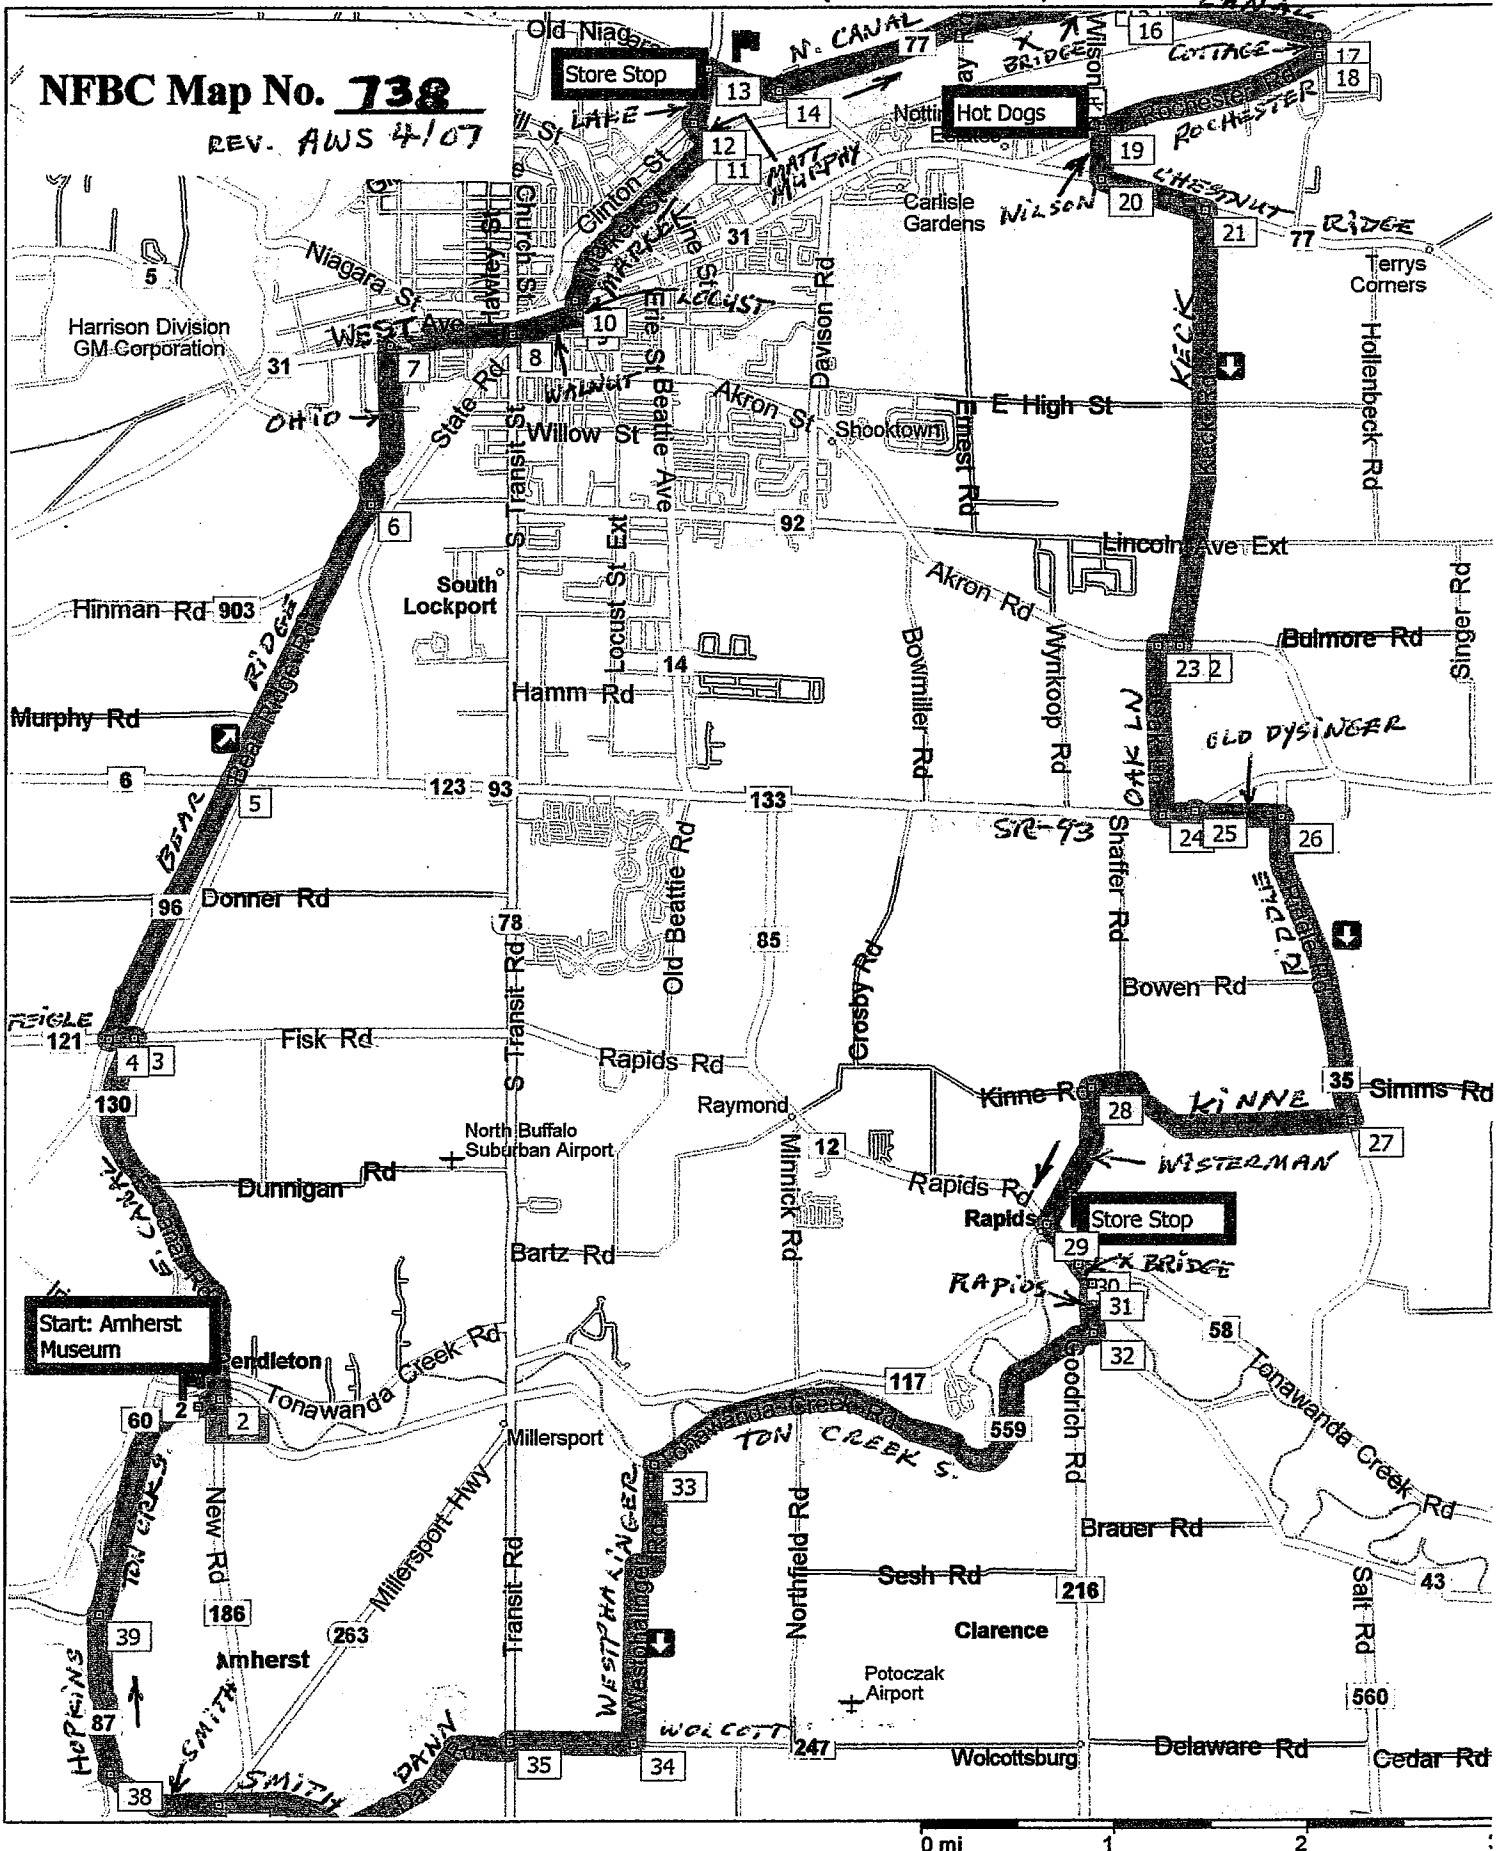 NFBC Map No. 738
REV. AWS 4/07
Old Niagara
Store Stop
N. CANAL
77
X BRIDGE
Wilson
16
COTTAGE
17
18
13
14
LAKE
12
11
MATT MURPHY
Hot Dogs
Rochester Rd
ROCHESTER
19
WILSON
20
CHESTNUT RIDGE
77
21
Terrys
Corners
Carlisle
Gardens
Clinton St
Market St
MARKET
31
Church St
Hawley St
Niagara St
5
Harrison Division
GM Corporation
WEST Ave
31
7
8
10
LOCUST
WALNUT
Erie St
Beattie Ave
Davison Rd
KECK
Hollenbeck Rd
OHIO
State Rd
S Transit St
Willow St
Akron St
Shooktown
E High St
Ernest Rd
6
92
Lincoln Ave Ext
Akron Rd
South
Lockport
Locust St Ext
Hinman Rd 903
BEAR RIDGE
Bear Ridge Rd
Hamm Rd
14
Bowmiller Rd
Wynkoop Rd
Bulmore Rd
Singer Rd
23
2
Murphy Rd
OAK LN
OLD DYSINGER
6
5
123
93
133
SR-93
24
25
26
Shaffer Rd
Donner Rd
96
78
Old Beattie Rd
85
Crosby Rd
RIDDLE
Bowen Rd
FEIGLE
121
4
3
Fisk Rd
S Transit Rd
Rapids Rd
130
Raymond
Kinne Rd
28
KINNE
35
Simms Rd
27
North Buffalo
Suburban Airport
12
Rapids Rd
WISTERMAN
Dunnigan Rd
Minnick Rd
E. CANAL
Bartz Rd
Rapids
Store Stop
29
X BRIDGE
RAPIDS
30
31
32
58
Start: Amherst
Museum
Pendleton
Tonawanda Creek Rd
117
60
2
2
Millersport
Tonawanda Creek Rd
TON CREEK S.
559
Goodrich Rd
Tonawanda Creek Rd
33
TON CRK S.
New Rd
Millersport Hwy
WESTPHALINGER
Northfield Rd
Brauer Rd
Sesh Rd
216
43
Salt Rd
186
263
Transit Rd
39
Amherst
Clarence
HOPKINS
87
SMITH
Potoczak
Airport
560
WOLCOTT
247
Wolcottsburg
Delaware Rd
Cedar Rd
DANN
35
34
38
SMITH
0 mi
1
2